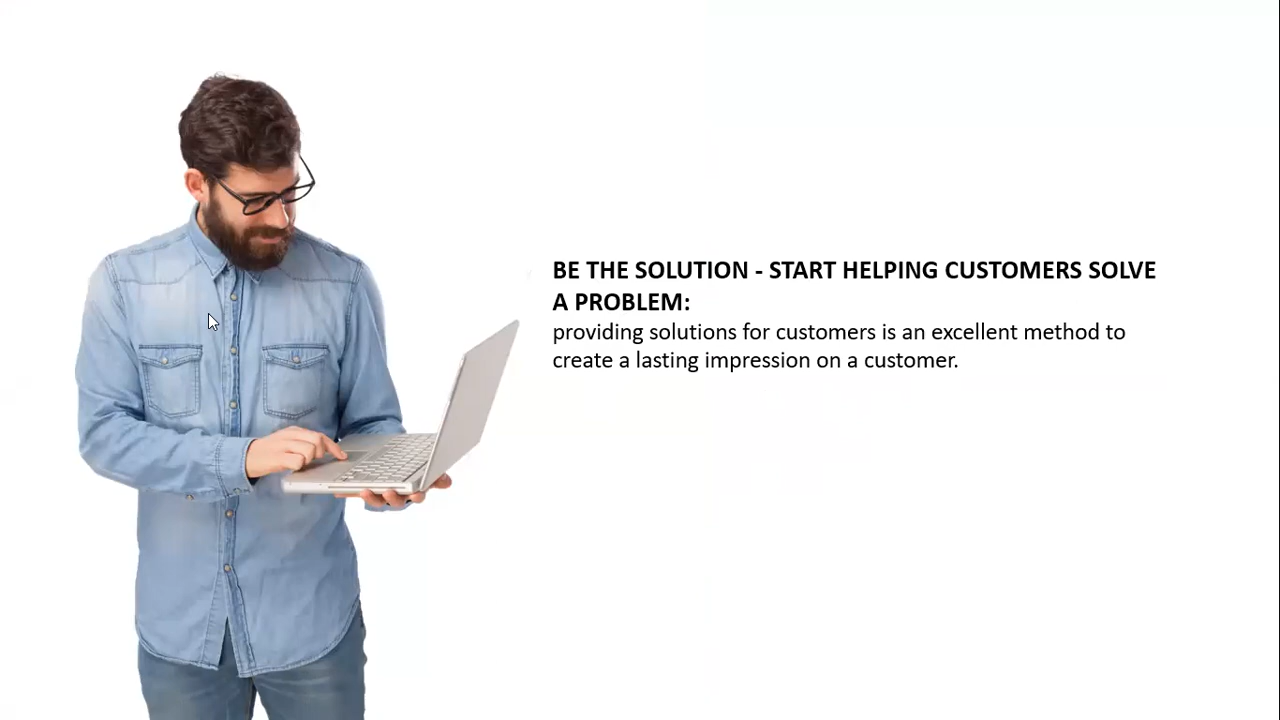 BE THE SOLUTION - START HELPING CUSTOMERS SOLVE
A PROBLEM:
providing solutions for customers is an excellent method to
create a lasting impression on a customer.